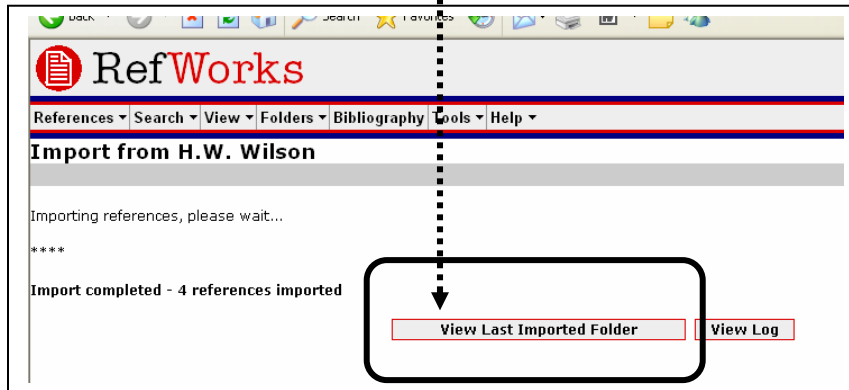 Back Search Favorites
RefWorks
References Search View Folders Bibliography Tools Help
Import from H.W. Wilson
Importing references, please wait...
****
Import completed - 4 references imported
View Last Imported Folder View Log